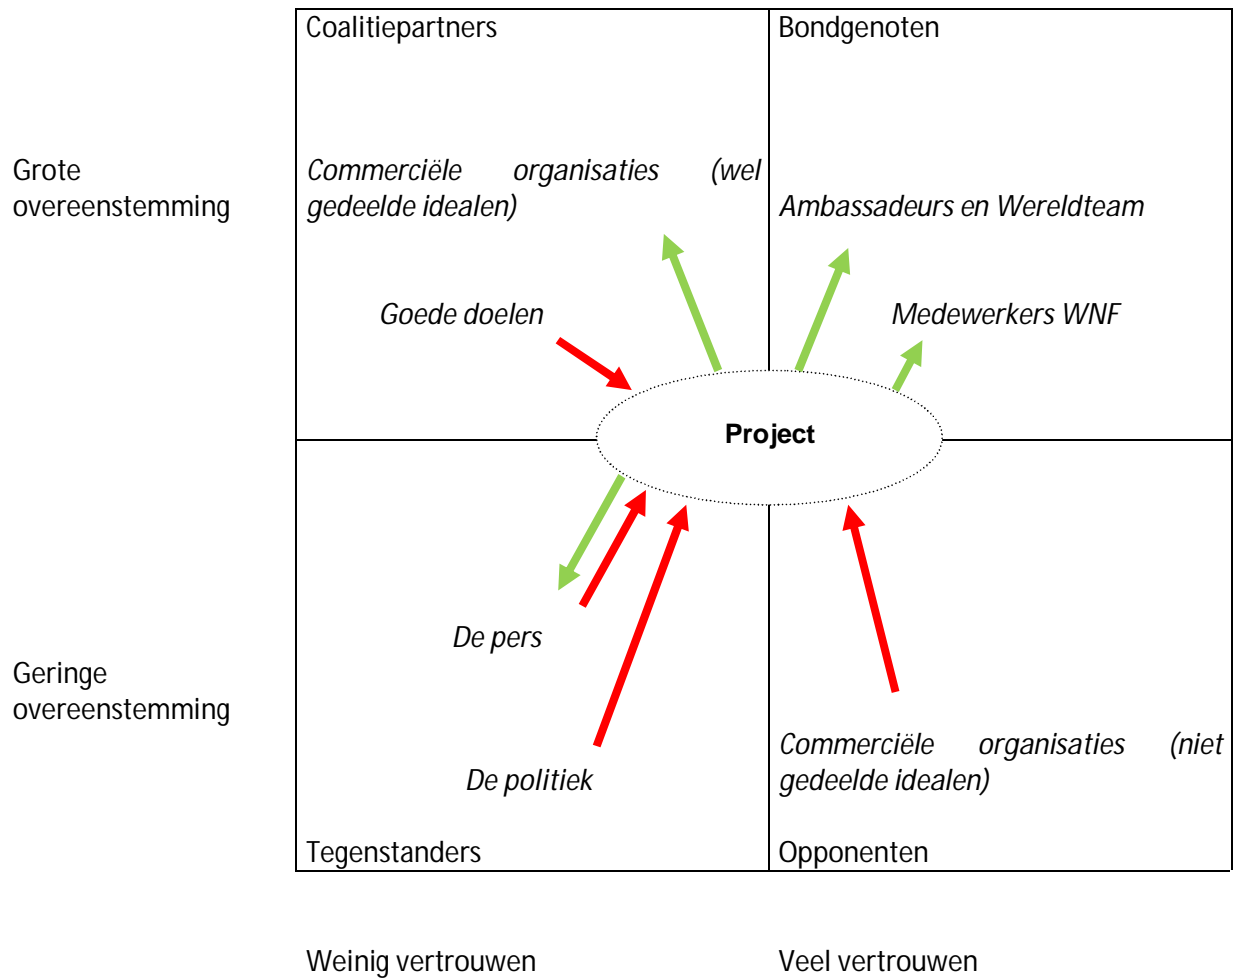 Coalitiepartners
Bondgenoten
Grote
overeenstemming
Commerciële organisaties (wel
gedeelde idealen)
Ambassadeurs en Wereldteam
Goede doelen
Medewerkers WNF
Project
De pers
Geringe
overeenstemming
De politiek
Commerciële organisaties (niet
gedeelde idealen)
Tegenstanders
Opponenten
Weinig vertrouwen
Veel vertrouwen